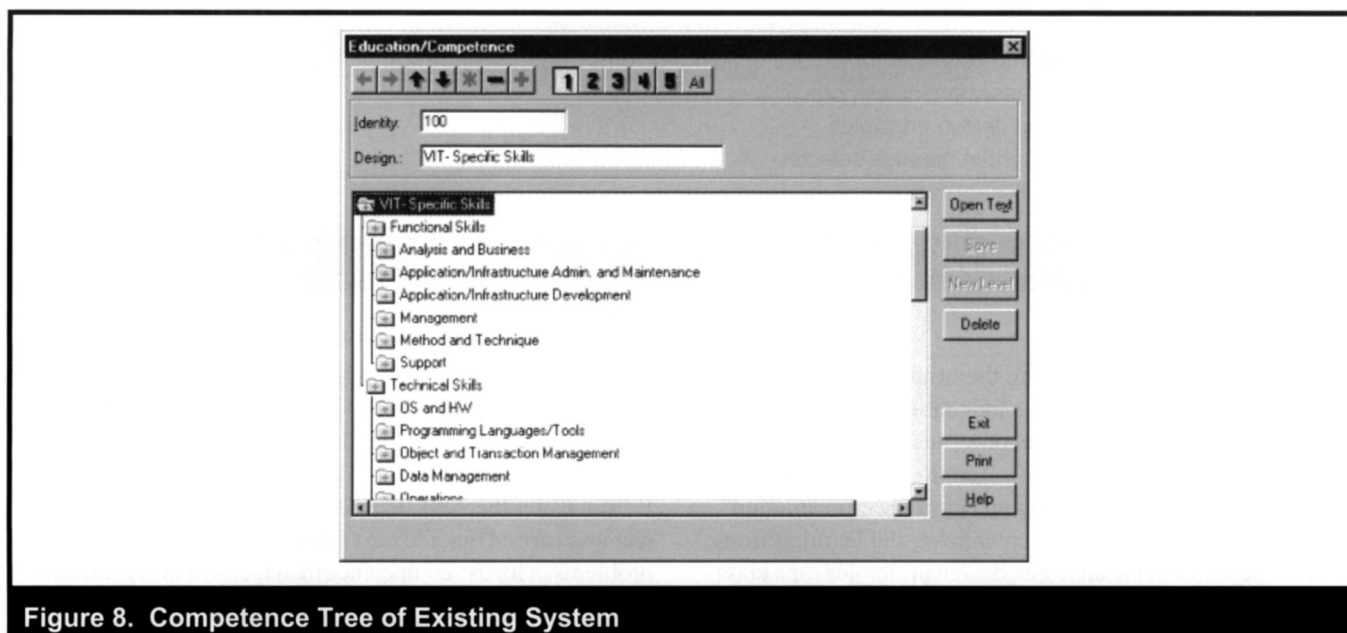 Education/Competence
1 2 3 4 5 All
Identity: 100
Design.: VIT- Specific Skills
VIT- Specific Skills
Functional Skills
Analysis and Business
Application/Infrastructure Admin. and Maintenance
Application/Infrastructure Development
Management
Method and Technique
Support
Technical Skills
OS and HW
Programming Languages/Tools
Object and Transaction Management
Data Management
Operations
Open Text
Save
New Level
Delete
Exit
Print
Help
Figure 8. Competence Tree of Existing System